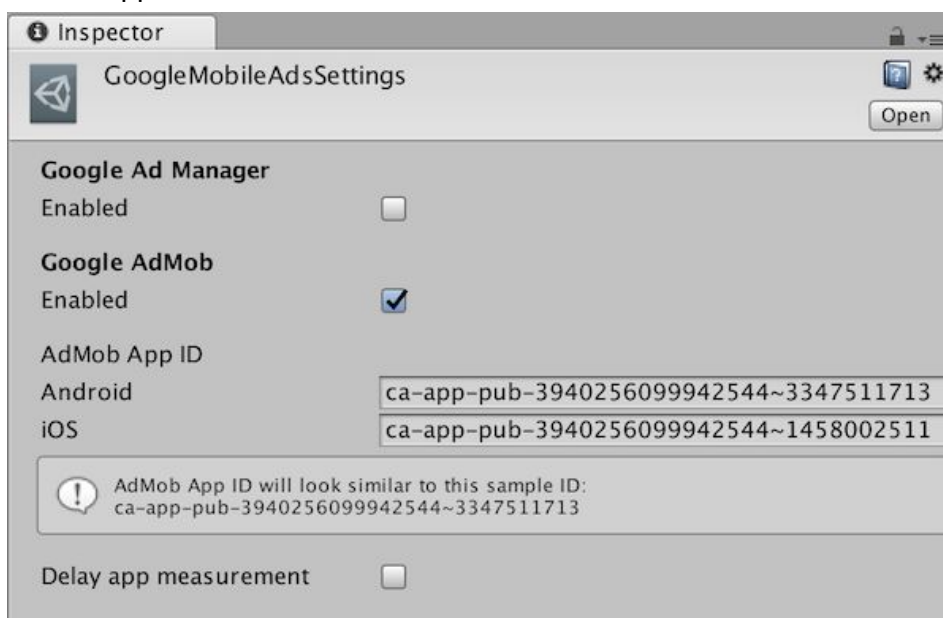 Inspector
GoogleMobileAdsSettings
Open
Google Ad Manager
Enabled
Google AdMob
Enabled
AdMob App ID
Android ca-app-pub-3940256099942544~3347511713
iOS ca-app-pub-3940256099942544~1458002511
AdMob App ID will look similar to this sample ID:
ca-app-pub-3940256099942544~3347511713
Delay app measurement